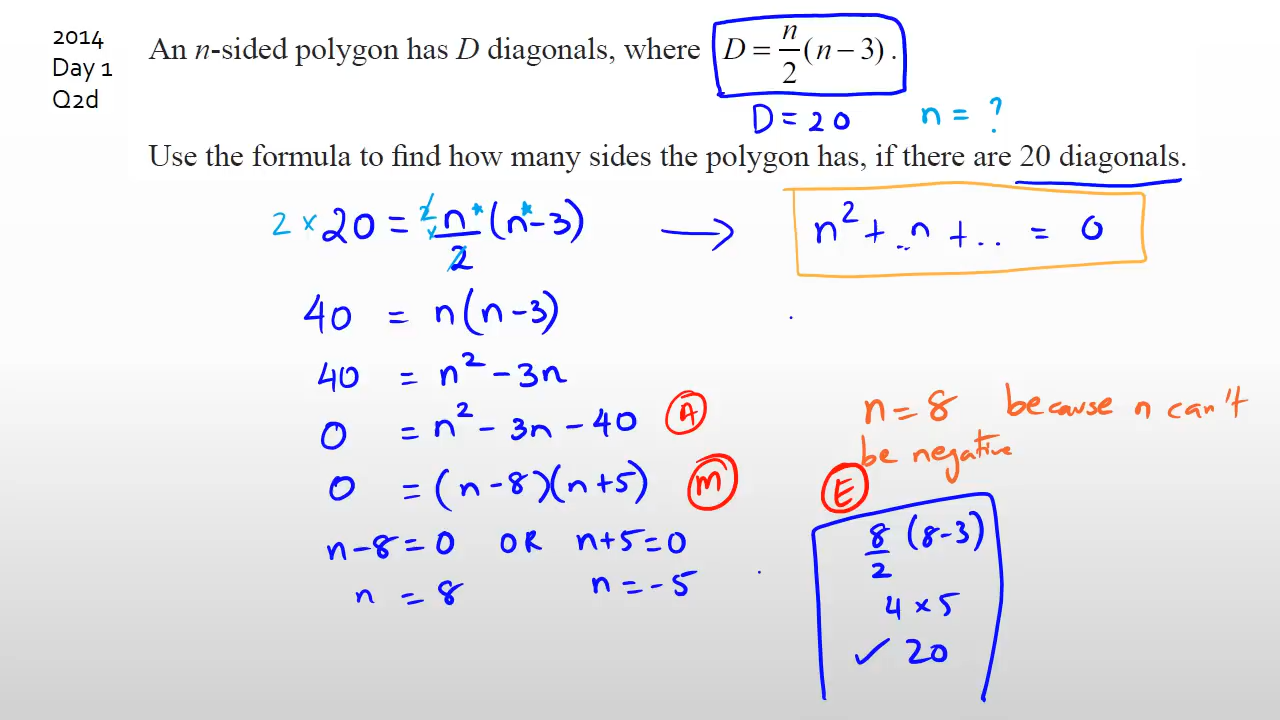 2014
Day 1
Q2d
An n-sided polygon has D diagonals, where D = n/2 (n − 3).
D = 20 n = ?
Use the formula to find how many sides the polygon has, if there are 20 diagonals.
2 × 20 = 2 × n/2 (n − 3) → n² + ..n + .. = 0
40 = n(n − 3)
40 = n² − 3n
0 = n² − 3n − 40 A
0 = (n − 8)(n + 5) M
n − 8 = 0 OR n + 5 = 0
n = 8 n = −5
n = 8 because n can't
be negative
E
8/2 (8 − 3)
4 × 5
✓ 20